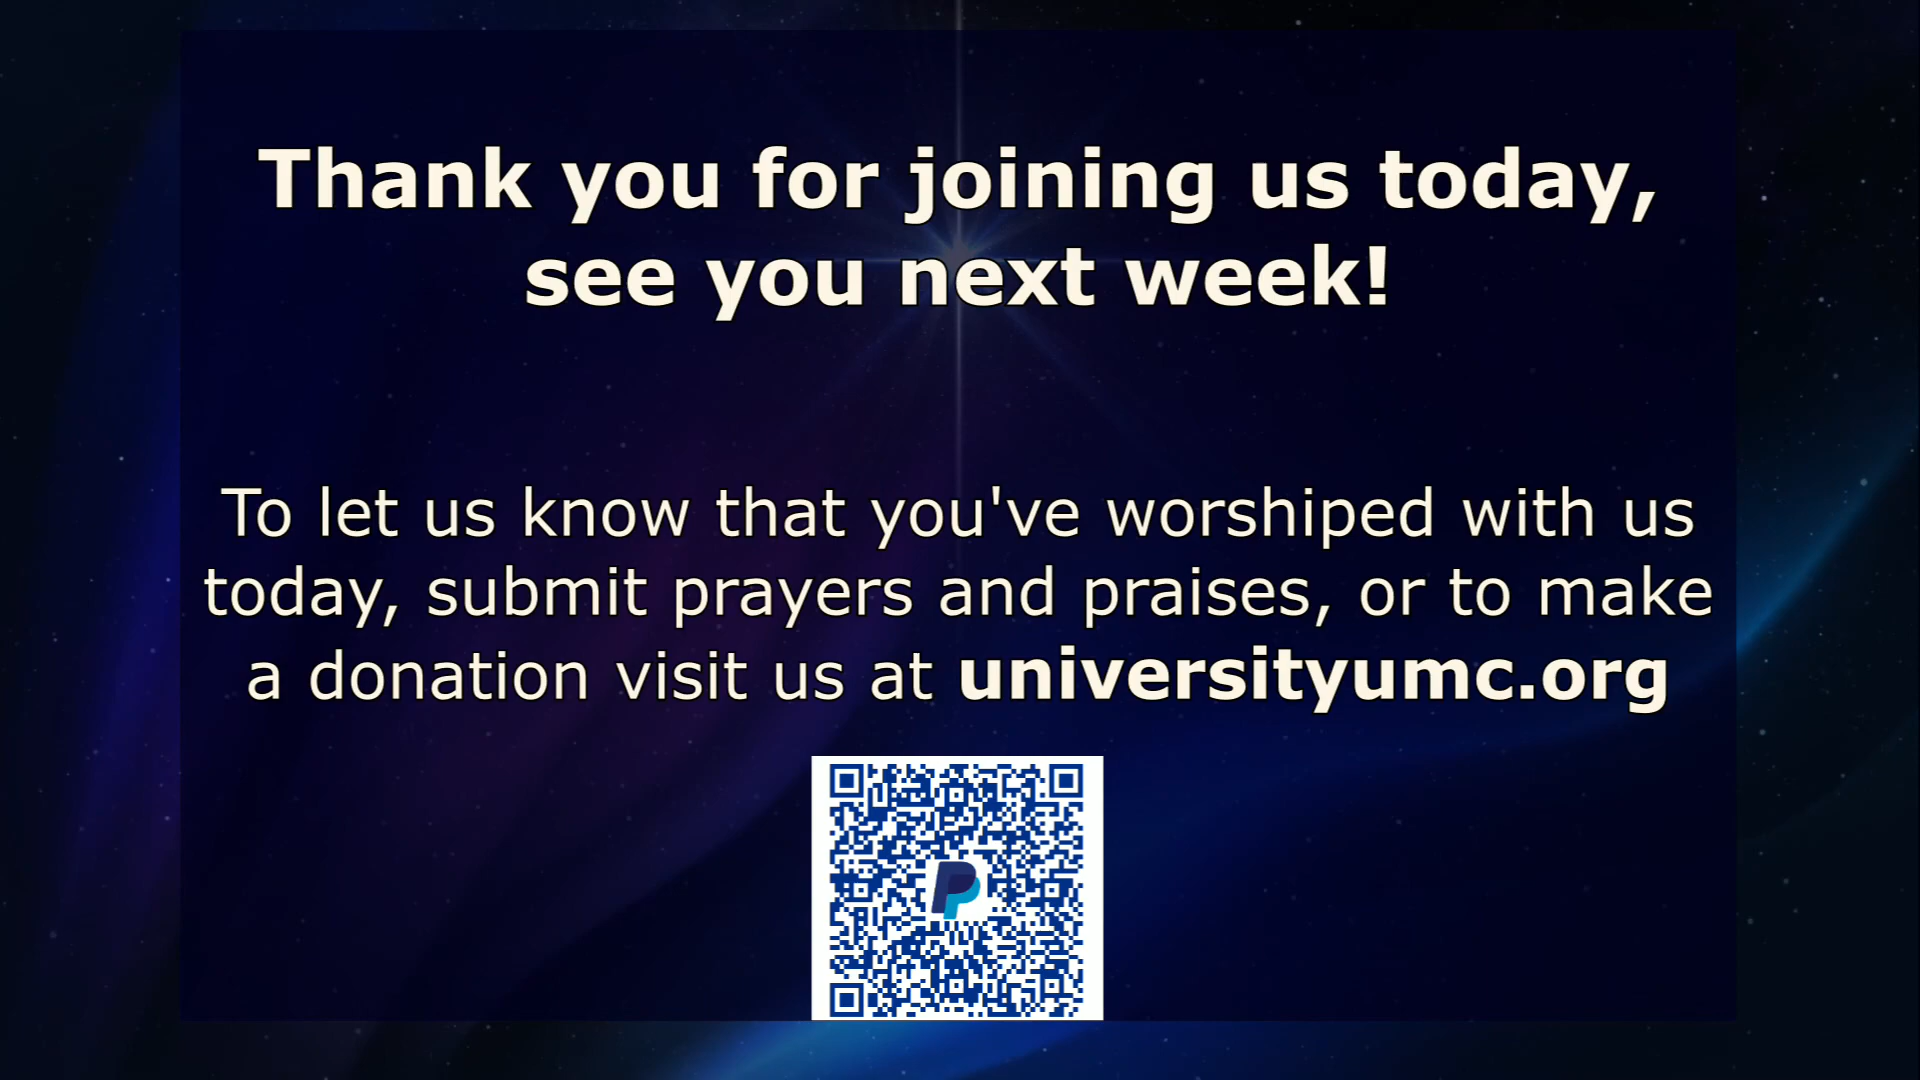 Thank you for joining us today,
see you next week!
To let us know that you've worshiped with us
today, submit prayers and praises, or to make
a donation visit us at universityumc.org